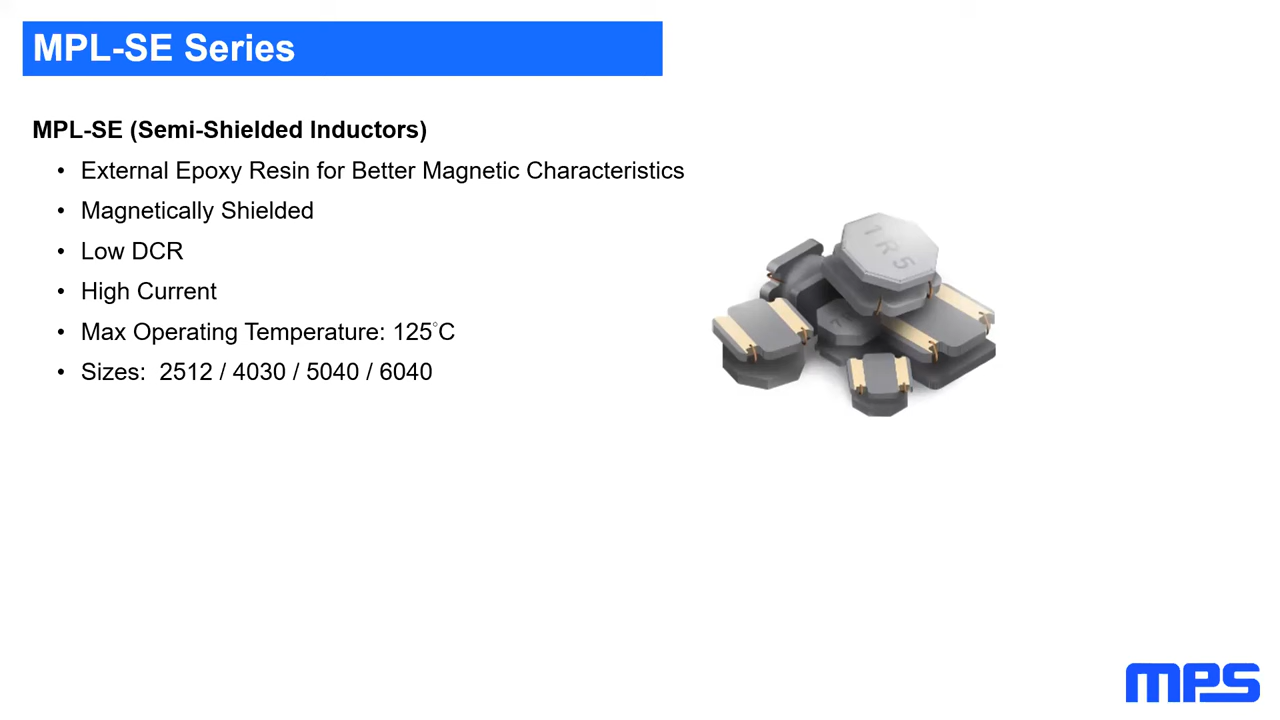 MPL-SE Series
MPL-SE (Semi-Shielded Inductors)
• External Epoxy Resin for Better Magnetic Characteristics
• Magnetically Shielded
• Low DCR
• High Current
• Max Operating Temperature: 125°C
• Sizes:  2512 / 4030 / 5040 / 6040
1R5
mps